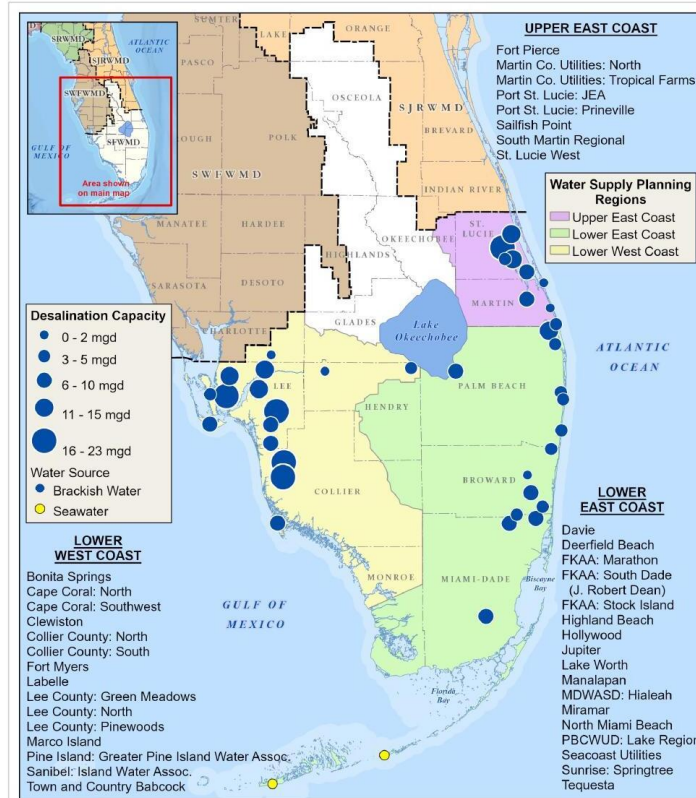 SUMTER
LAKE
ORANGE
PASCO
OSCEOLA
SJRWMD
BREVARD
OUGH
POLK
SWFWMD
INDIAN RIVER
MANATEE
HARDEE
OKEECHOBEE
ST.
LUCIE
HIGHLANDS
SARASOTA
DESOTO
MARTIN
CHARLOTTE
GLADES
Lake
Okeechobee
LEE
HENDRY
PALM BEACH
COLLIER
BROWARD
MONROE
MIAMI-DADE
Biscayne
Bay
Florida
Bay
GULF OF
MEXICO
ATLANTIC
OCEAN
SRWMD
SJRWMD
SWFWMD
SFWMD
ATLANTIC
OCEAN
GULF OF
MEXICO
Area shown
on main map
UPPER EAST COAST
Fort Pierce
Martin Co. Utilities: North
Martin Co. Utilities: Tropical Farms
Port St. Lucie: JEA
Port St. Lucie: Prineville
Sailfish Point
South Martin Regional
St. Lucie West
Water Supply Planning
Regions
Upper East Coast
Lower East Coast
Lower West Coast
Desalination Capacity
0 - 2 mgd
3 - 5 mgd
6 - 10 mgd
11 - 15 mgd
16 - 23 mgd
Water Source
Brackish Water
Seawater
LOWER
WEST COAST
Bonita Springs
Cape Coral: North
Cape Coral: Southwest
Clewiston
Collier County: North
Collier County: South
Fort Myers
Labelle
Lee County: Green Meadows
Lee County: North
Lee County: Pinewoods
Marco Island
Pine Island: Greater Pine Island Water Assoc.
Sanibel: Island Water Assoc.
Town and Country Babcock
LOWER
EAST COAST
Davie
Deerfield Beach
FKAA: Marathon
FKAA: South Dade
(J. Robert Dean)
FKAA: Stock Island
Highland Beach
Hollywood
Jupiter
Lake Worth
Manalapan
MDWASD: Hialeah
Miramar
North Miami Beach
PBCWUD: Lake Region
Seacoast Utilities
Sunrise: Springtree
Tequesta